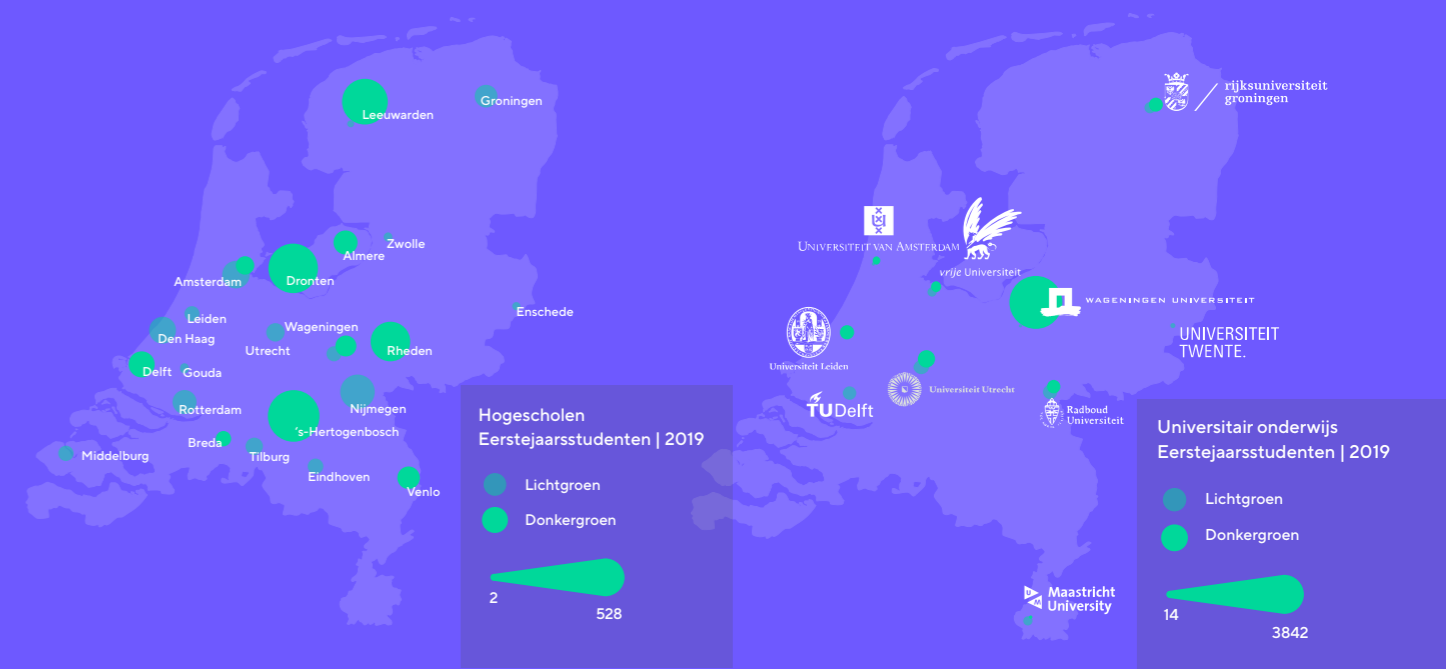 Groningen
Leeuwarden
Zwolle
Almere
Amsterdam
Dronten
Leiden
Enschede
Wageningen
Den Haag
Utrecht
Rheden
Delft
Gouda
Rotterdam
Nijmegen
's-Hertogenbosch
Breda
Middelburg
Tilburg
Eindhoven
Venlo
Hogescholen
Eerstejaarsstudenten | 2019
Lichtgroen
Donkergroen
2
528
rijksuniversiteit
groningen
UNIVERSITEIT VAN AMSTERDAM
vrije Universiteit
WAGENINGEN UNIVERSITEIT
UNIVERSITEIT
TWENTE.
Universiteit Leiden
Universiteit Utrecht
TUDelft
Radboud
Universiteit
Universitair onderwijs
Eerstejaarsstudenten | 2019
Lichtgroen
Donkergroen
14
3842
Maastricht
University